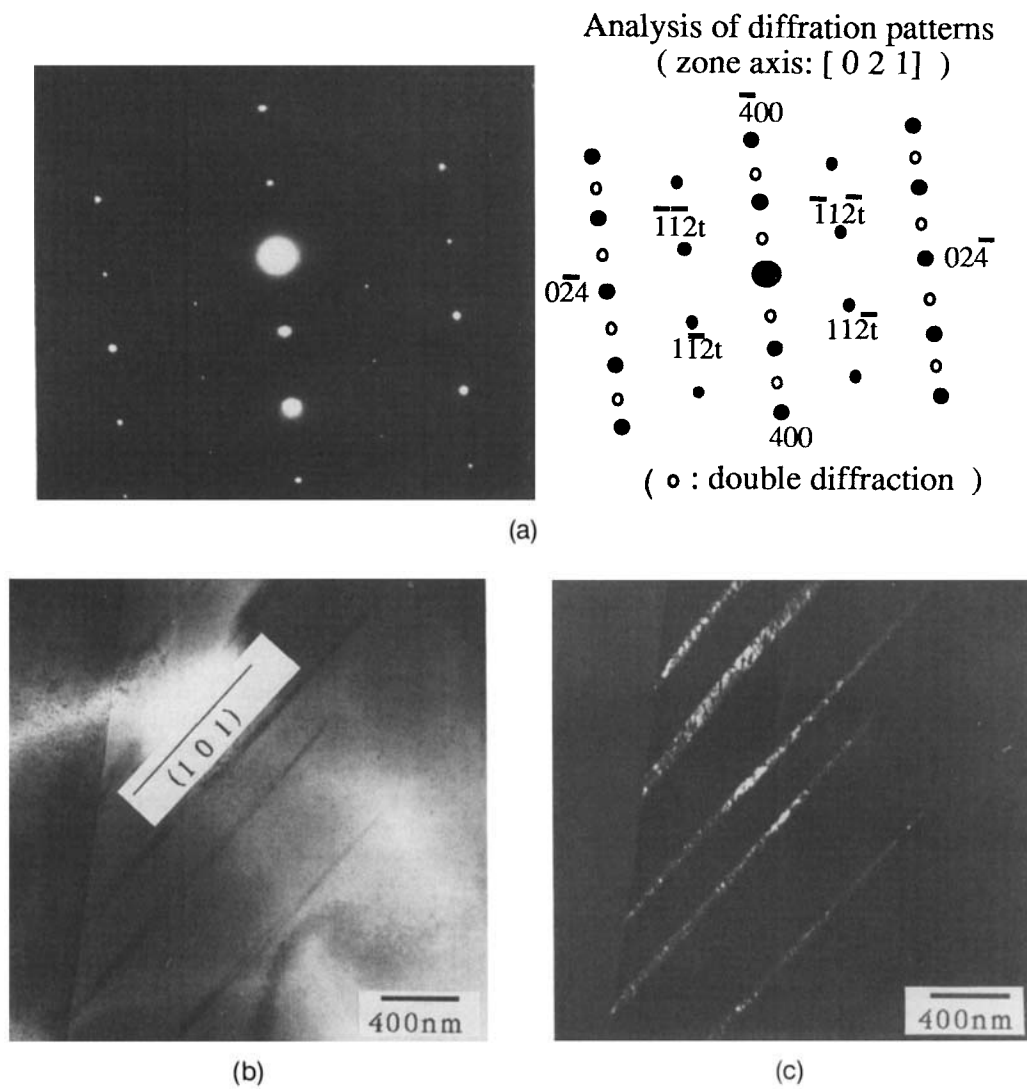 Analysis of diffration patterns
( zone axis: [ 0 2 1] )
4̅00
1̅1̅2t
1̅12̅t
02̅4
024̅
11̅2t
112̅t
400
( o : double diffraction )
(a)
(1 0 1)
400nm
400nm
(b)
(c)